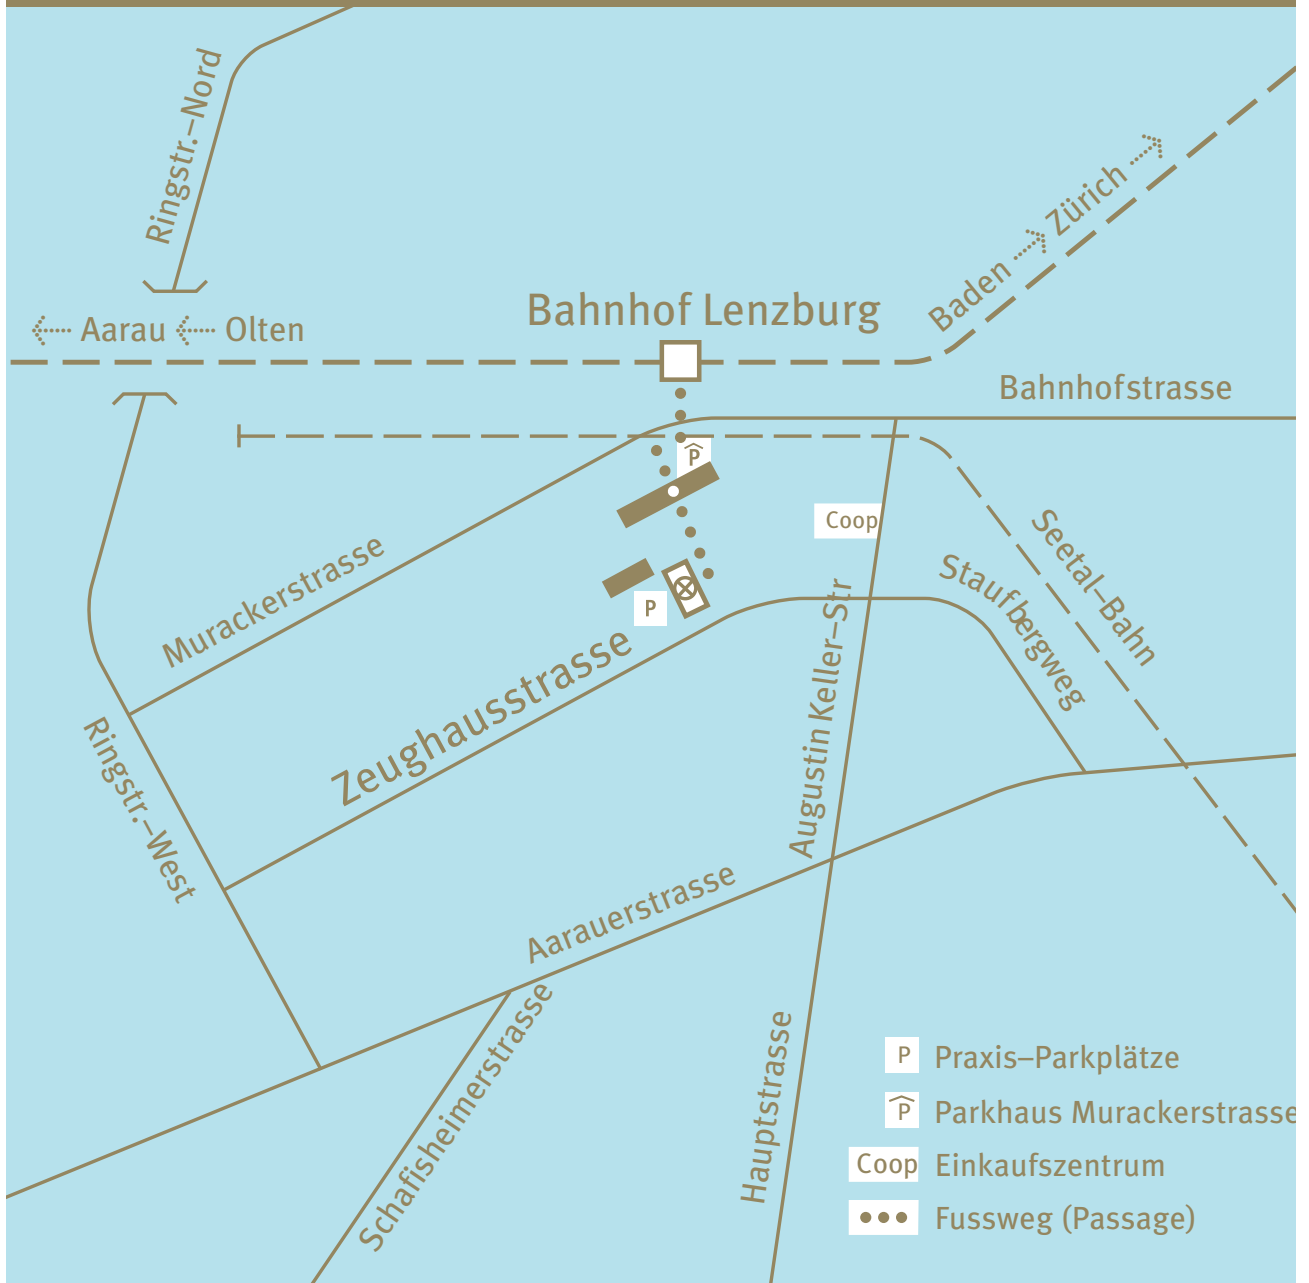 Ringstr.–Nord
Baden
Zürich
Bahnhof Lenzburg
Aarau
Olten
Bahnhofstrasse
P
Coop
Seetal–Bahn
Staufbergweg
Murackerstrasse
P
Augustin Keller–Str
Zeughausstrasse
Ringstr.–West
Aarauerstrasse
Schafisheimerstrasse
Hauptstrasse
P Praxis–Parkplätze
P Parkhaus Murackerstrasse
Coop Einkaufszentrum
Fussweg (Passage)